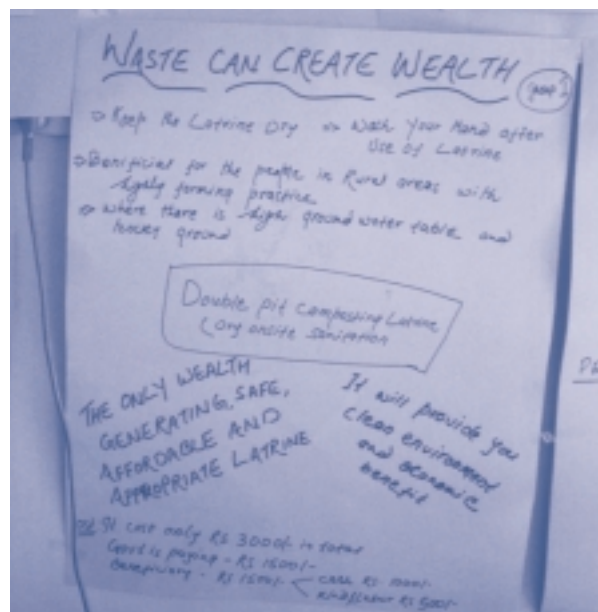 WASTE CAN CREATE WEALTH
Group 1
⇒ Keep the Latrine Dry ⇒ Wash Your Hand after
Use of Latrine
⇒ Beneficial for the people in Rural areas with
highly farming practice
⇒ where there is high ground water table and
rocky ground
Double pit Composting Latrine
(Dry onsite sanitation
THE ONLY WEALTH
GENERATING, SAFE,
AFFORDABLE AND
APPROPRIATE LATRINE
It will provide you
clean environment
and economic
benefit
It cost only Rs 3000/- in total
Govt is paying - Rs 1500/-
Beneficiary - Rs 1500/- cash Rs 1000/-
Rs 500/-